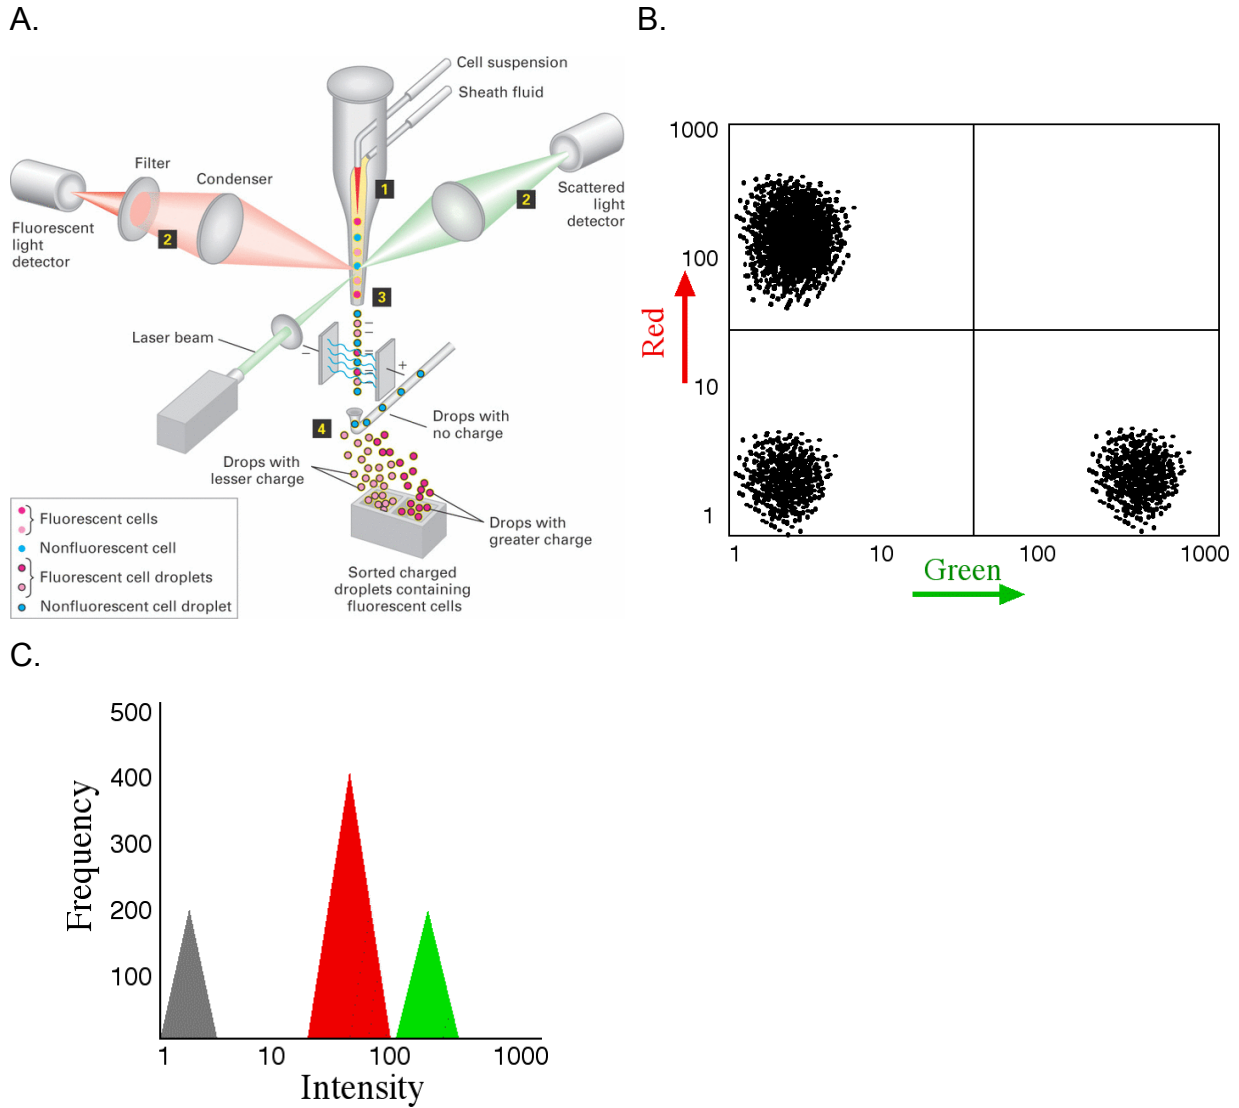 A.
Cell suspension
Sheath fluid
Filter
Condenser
1
2
2
Scattered
light
detector
Fluorescent
light
detector
3
Laser beam
−
−
−
+
4
Drops with
no charge
Drops with
lesser charge
Drops with
greater charge
Fluorescent cells
Nonfluorescent cell
Fluorescent cell droplets
Nonfluorescent cell droplet
Sorted charged
droplets containing
fluorescent cells
B.
1000
100
10
1
Red
1 10 100 1000
Green
C.
500
400
300
200
100
Frequency
1 10 100 1000
Intensity